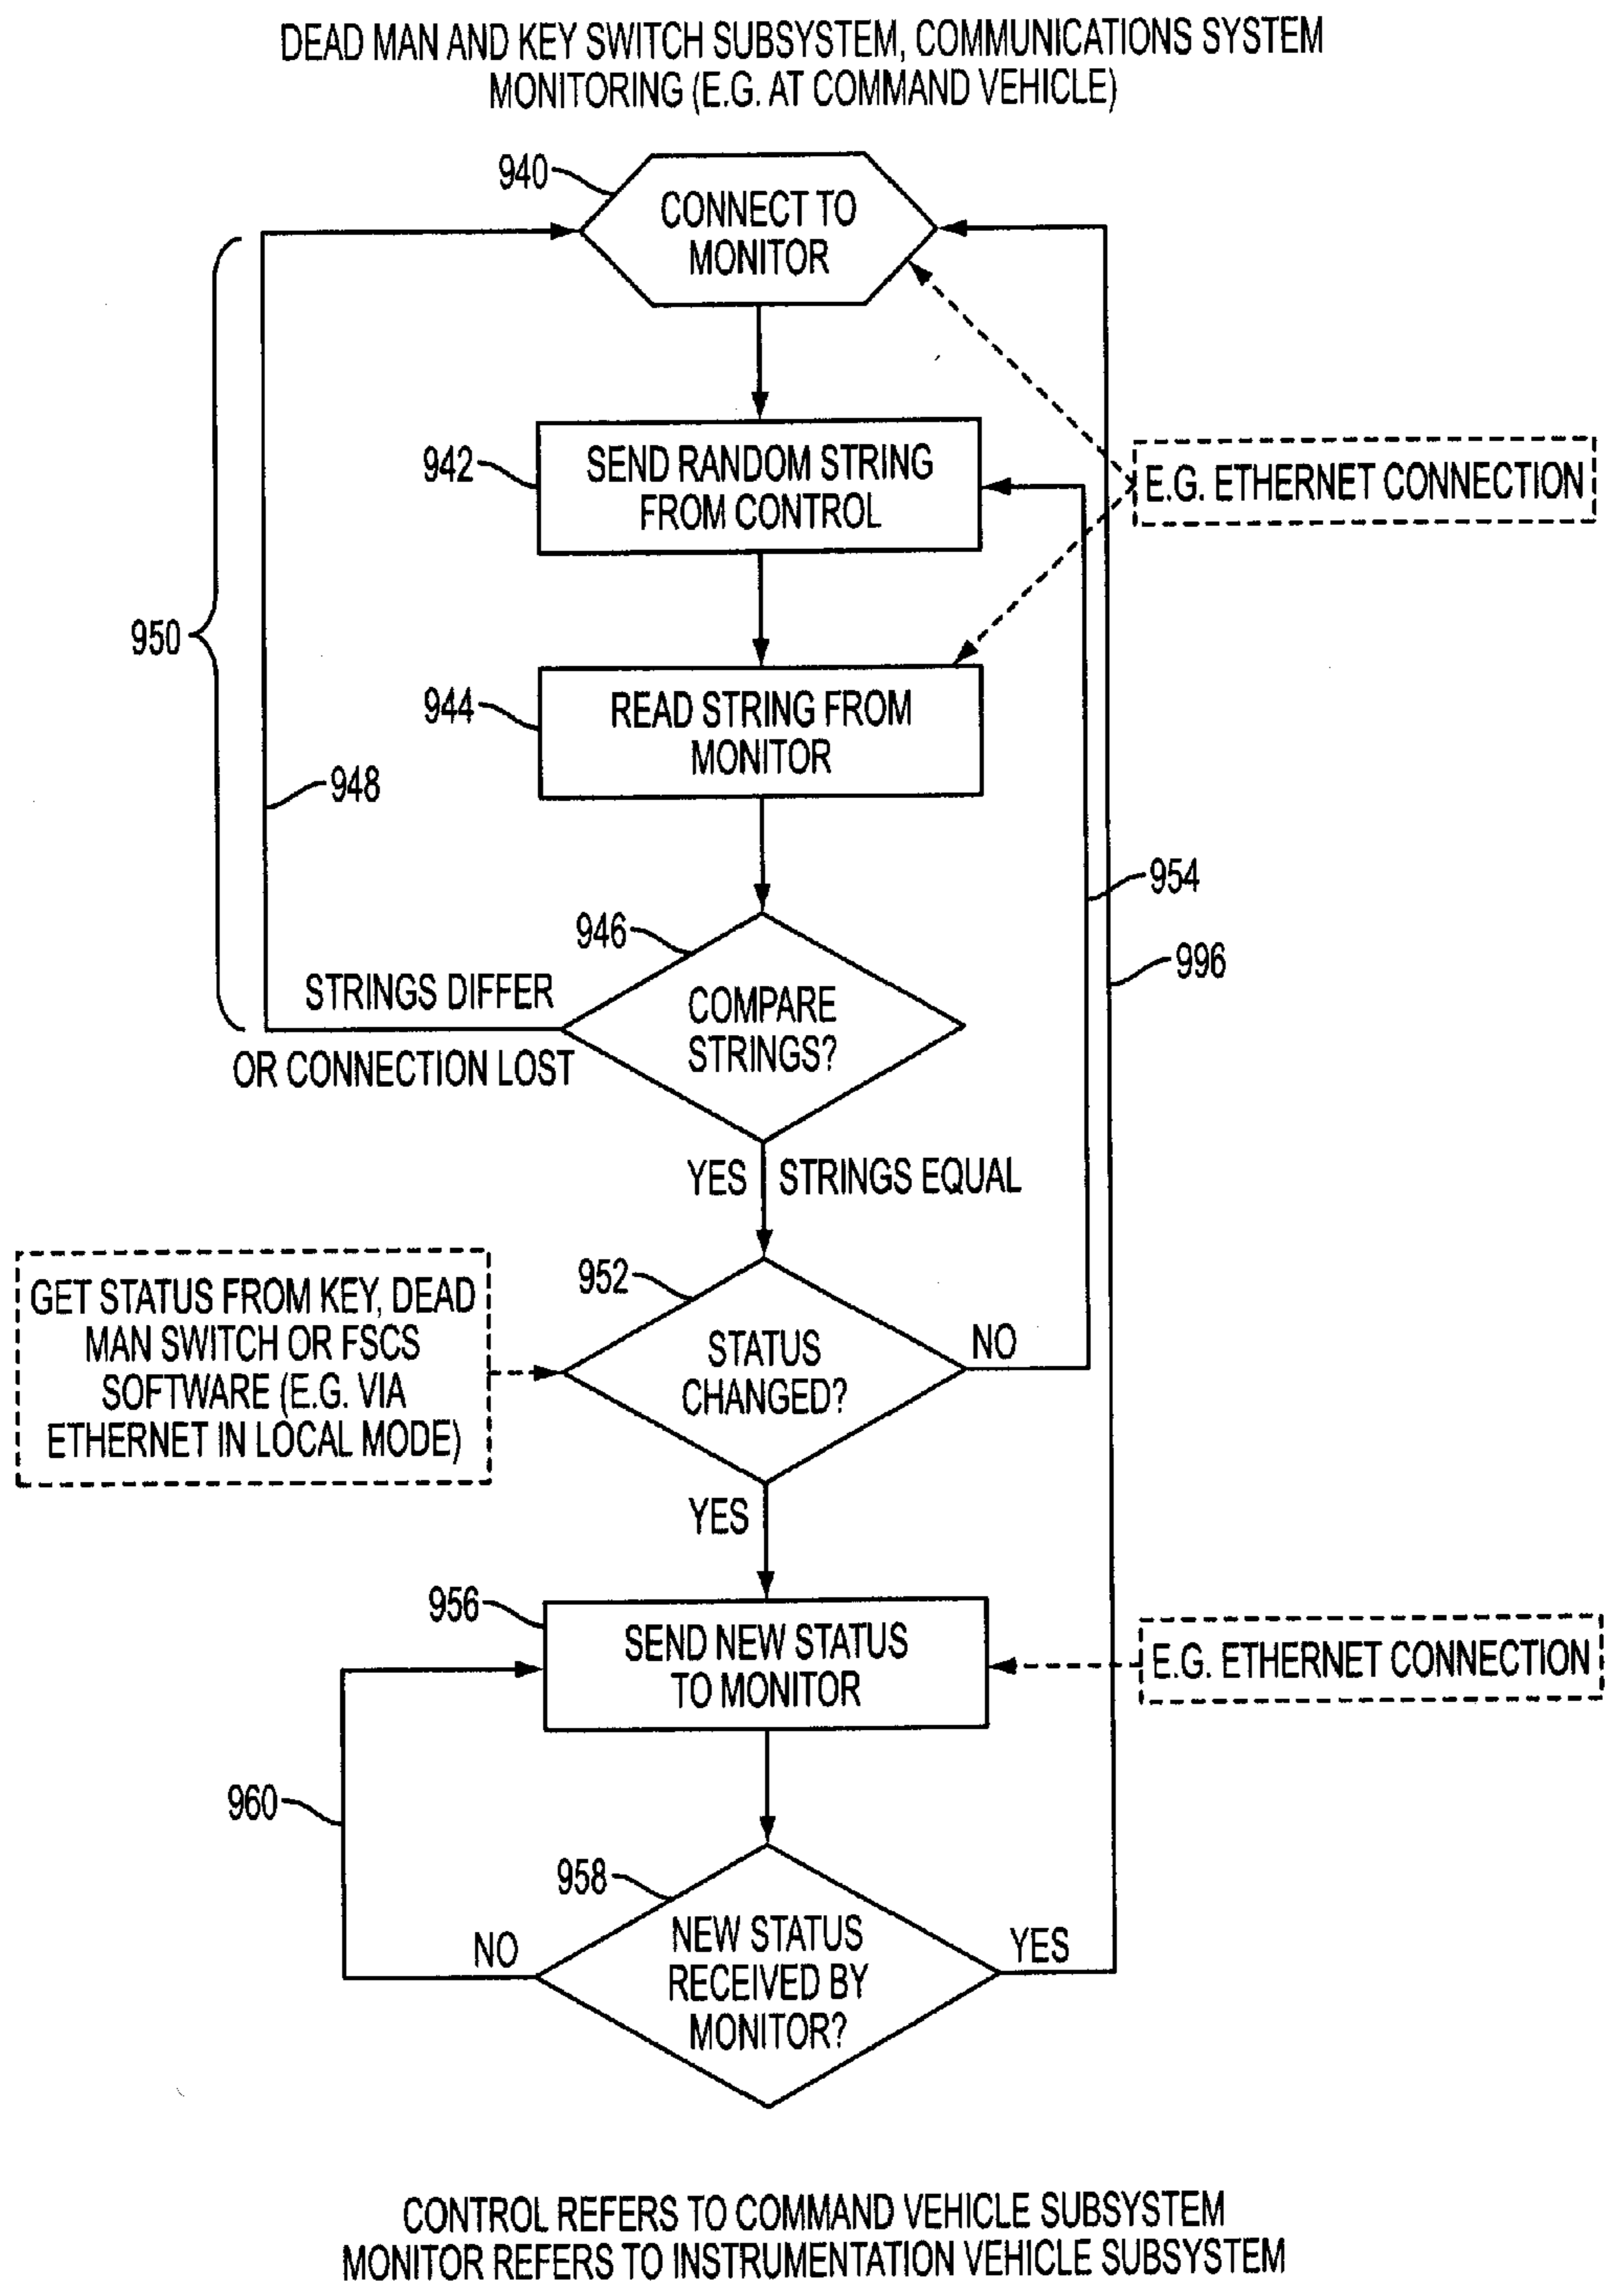 DEAD MAN AND KEY SWITCH SUBSYSTEM, COMMUNICATIONS SYSTEM
MONITORING (E.G. AT COMMAND VEHICLE)
940
CONNECT TO
MONITOR
942
SEND RANDOM STRING
FROM CONTROL
E.G. ETHERNET CONNECTION
950
944
READ STRING FROM
MONITOR
948
954
946
996
STRINGS DIFFER
OR CONNECTION LOST
COMPARE
STRINGS?
YES STRINGS EQUAL
GET STATUS FROM KEY, DEAD
MAN SWITCH OR FSCS
SOFTWARE (E.G. VIA
ETHERNET IN LOCAL MODE)
952
STATUS
CHANGED?
NO
YES
956
SEND NEW STATUS
TO MONITOR
E.G. ETHERNET CONNECTION
960
958
NEW STATUS
RECEIVED BY
MONITOR?
NO
YES
CONTROL REFERS TO COMMAND VEHICLE SUBSYSTEM
MONITOR REFERS TO INSTRUMENTATION VEHICLE SUBSYSTEM